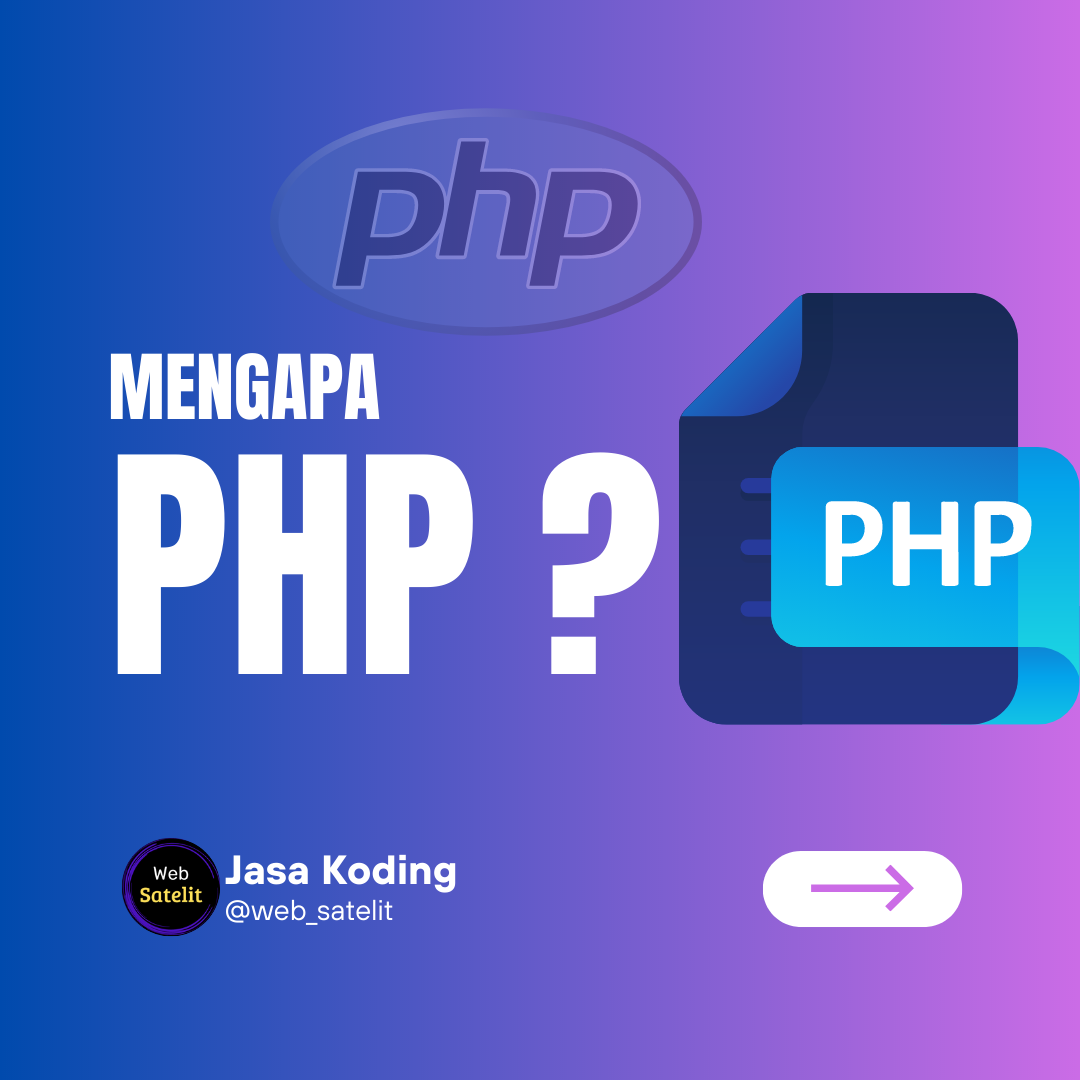 php
MENGAPA
PHP ?
PHP
Web
Satelit
Jasa Koding
@web_satelit